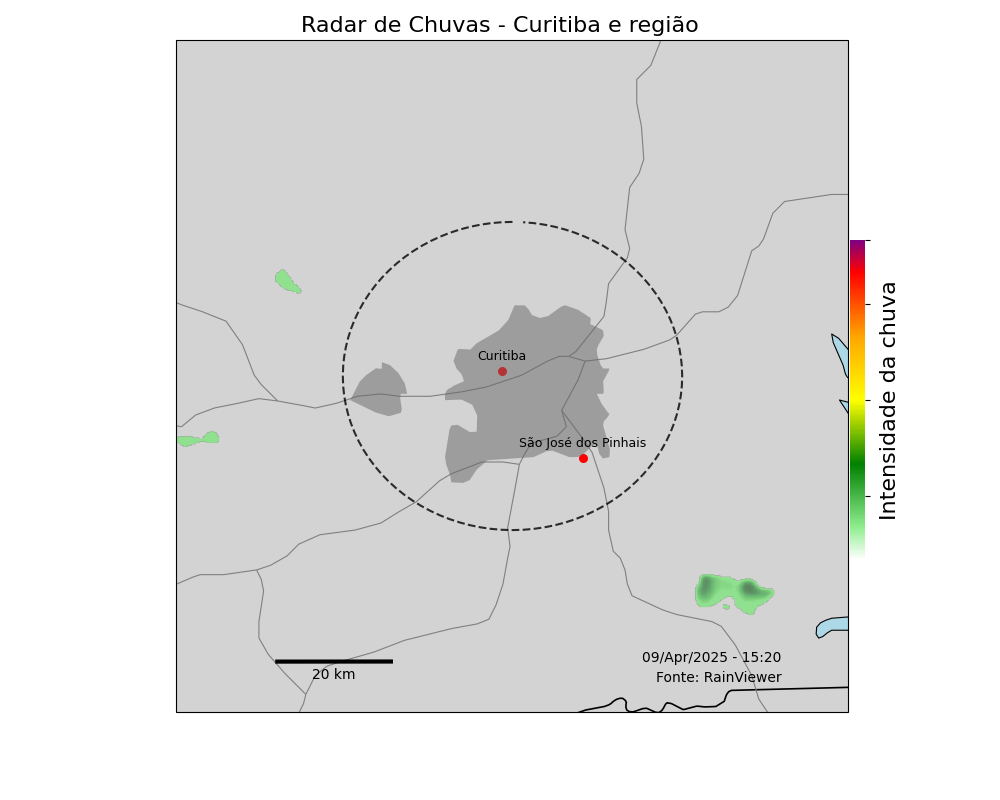 Radar de Chuvas - Curitiba e região
Curitiba
São José dos Pinhais
Intensidade da chuva
09/Apr/2025 - 15:20
20 km
Fonte: RainViewer